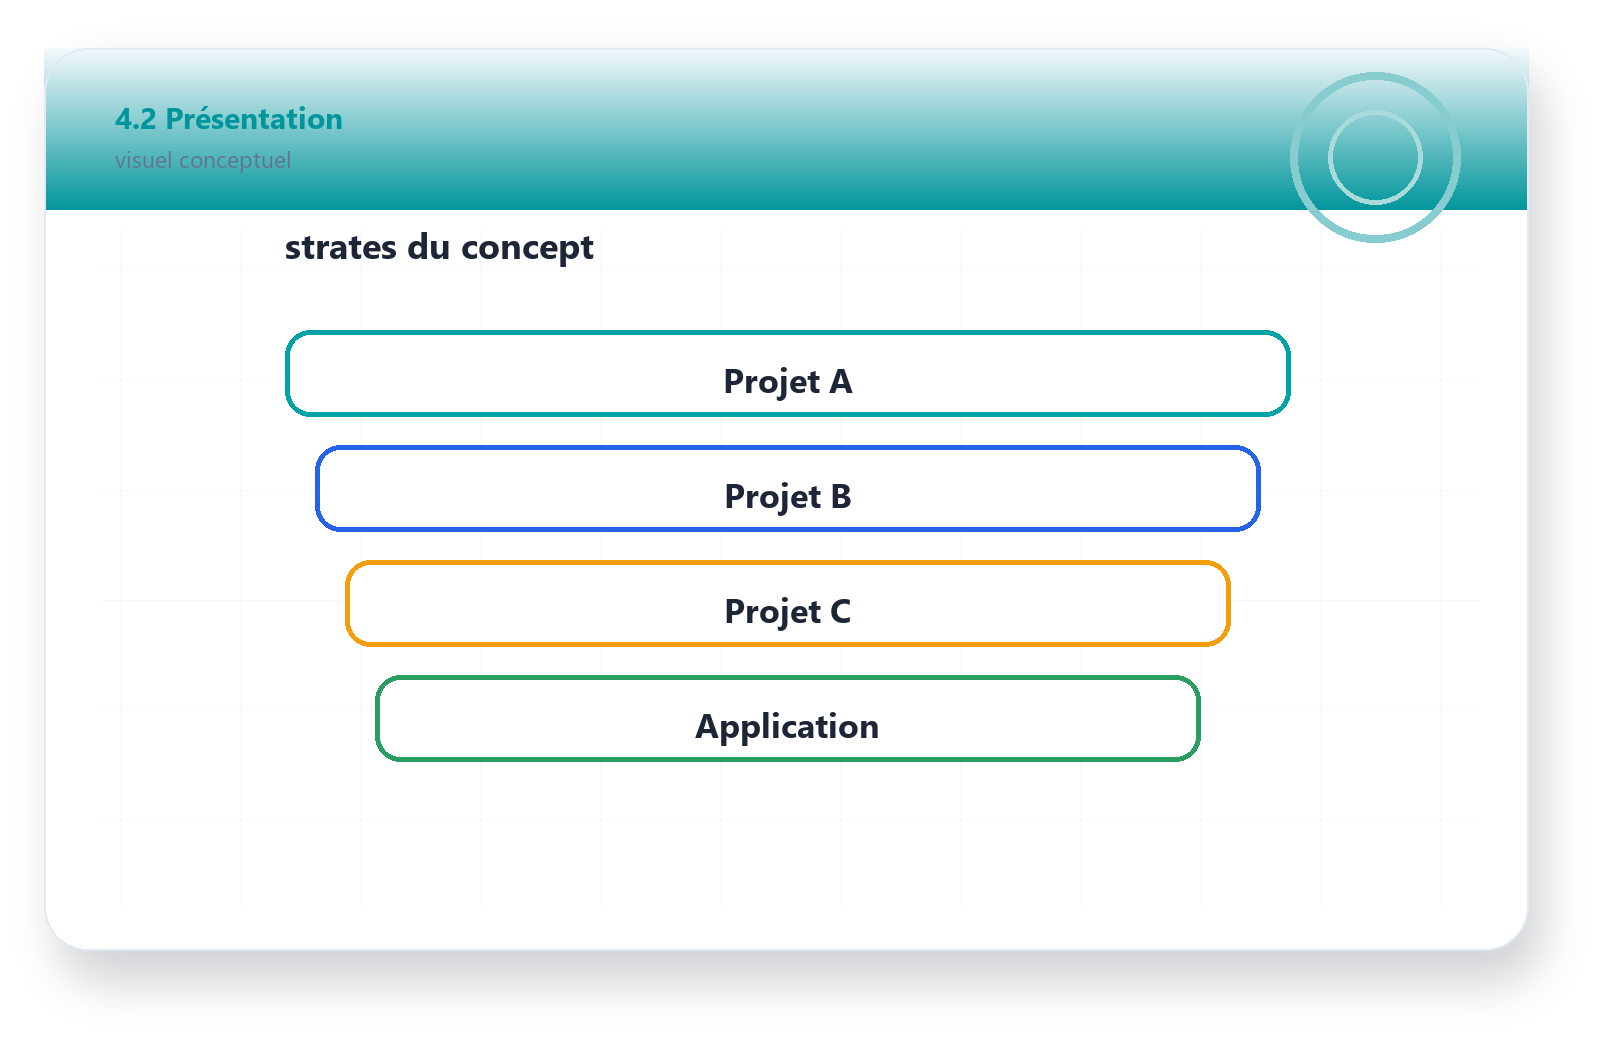 4.2 Présentation
visuel conceptuel
strates du concept
Projet A
Projet B
Projet C
Application